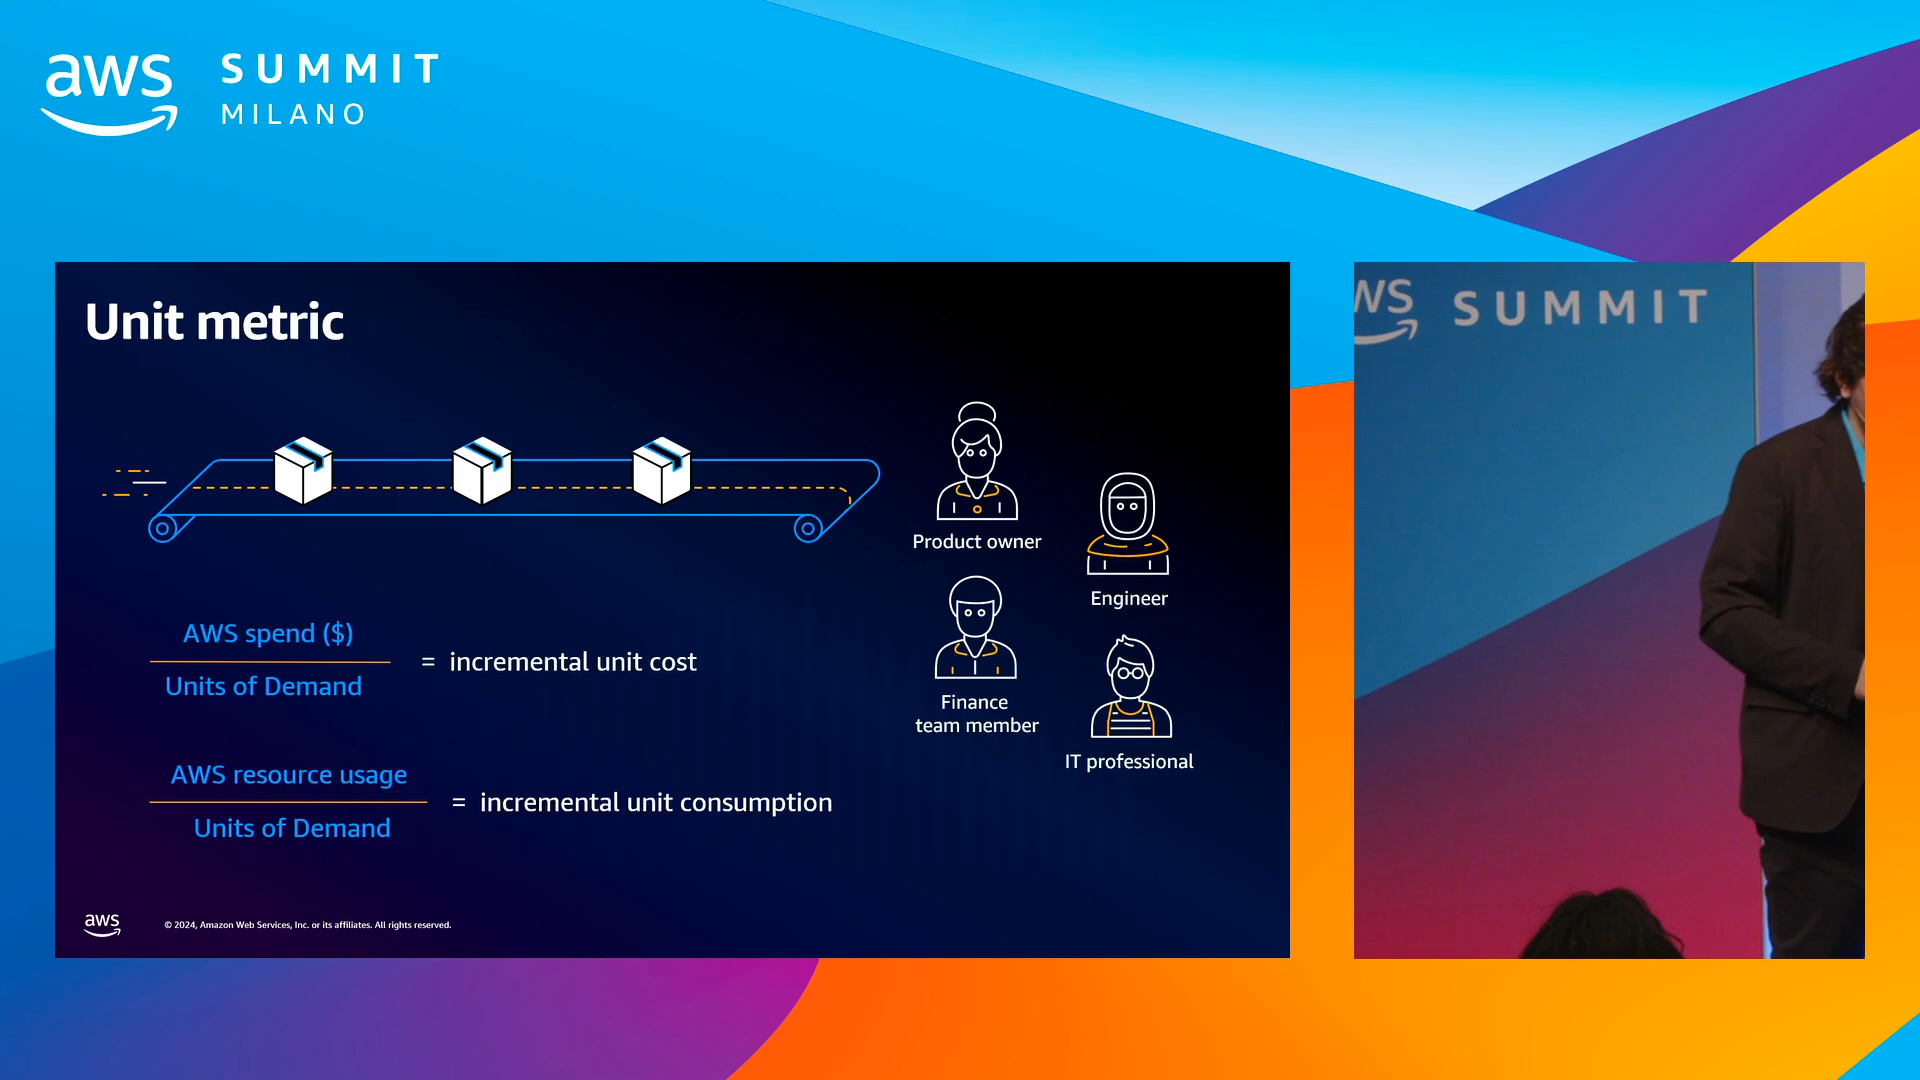 aws SUMMIT
MILANO
Unit metric
Product owner
Engineer
Finance
team member
IT professional
AWS spend ($)
Units of Demand
= incremental unit cost
AWS resource usage
Units of Demand
= incremental unit consumption
aws
© 2024, Amazon Web Services, Inc. or its affiliates. All rights reserved.
ws SUMMIT